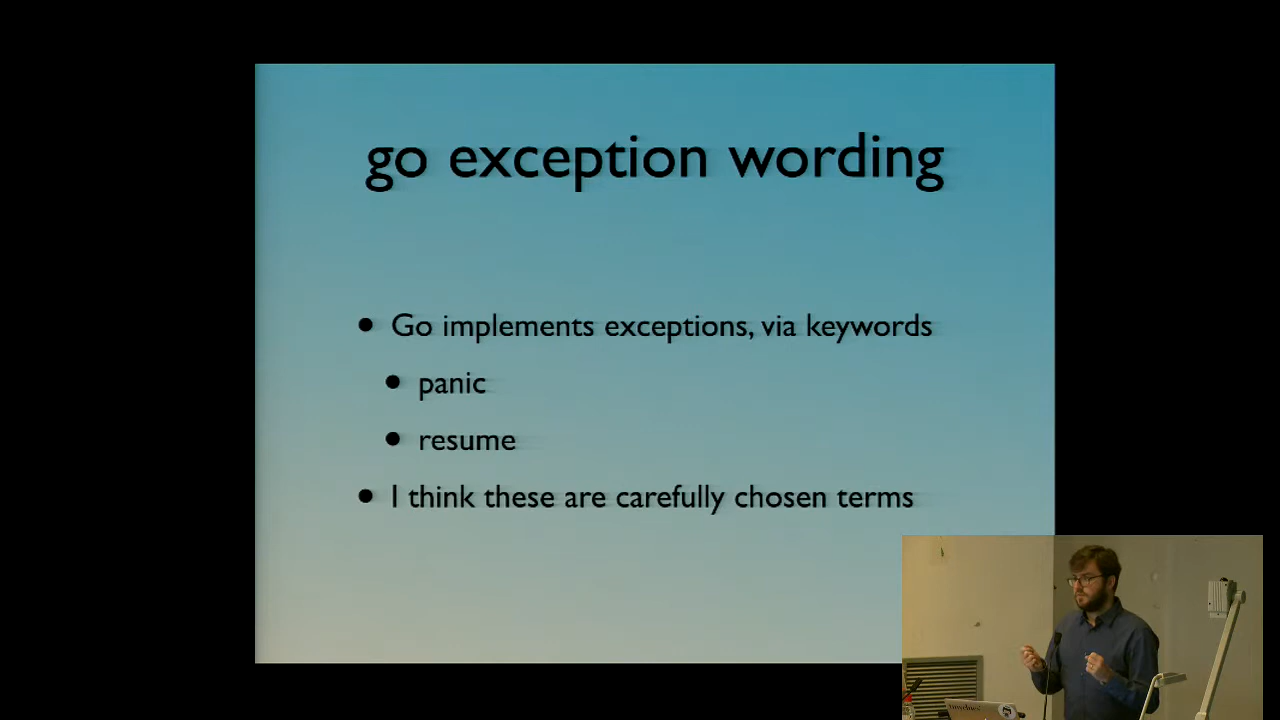 go exception wording
Go implements exceptions, via keywords
panic
resume
I think these are carefully chosen terms